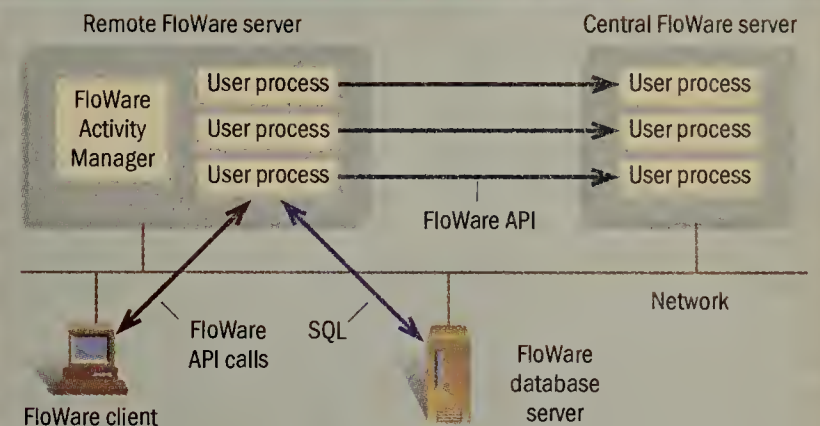 Remote FloWare server
Central FloWare server
FloWare
Activity
Manager
User process
User process
User process
User process
User process
User process
FloWare API
Network
FloWare
API calls
SQL
FloWare
database
server
FloWare client